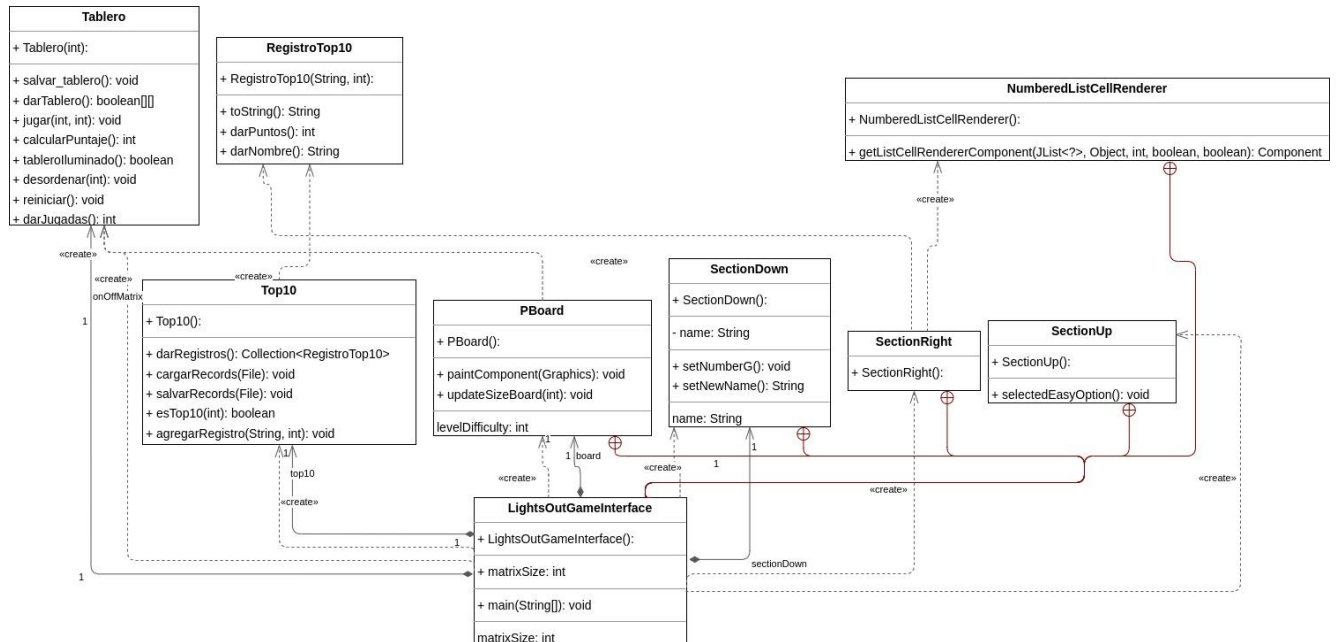 Tablero
+ Tablero(int):
+ salvar_tablero(): void
+ darTablero(): boolean[][]
+ jugar(int, int): void
+ calcularPuntaje(): int
+ tableroIluminado(): boolean
+ desordenar(int): void
+ reiniciar(): void
+ darJugadas(): int
RegistroTop10
+ RegistroTop10(String, int):
+ toString(): String
+ darPuntos(): int
+ darNombre(): String
NumberedListCellRenderer
+ NumberedListCellRenderer():
+ getListCellRendererComponent(JList<?>, Object, int, boolean, boolean): Component
«create»
«create»
«create»
«create»
«create»
onOffMatrix
1
Top10
+ Top10():
+ darRegistros(): Collection<RegistroTop10>
+ cargarRecords(File): void
+ salvarRecords(File): void
+ esTop10(int): boolean
+ agregarRegistro(String, int): void
PBoard
+ PBoard():
+ paintComponent(Graphics): void
+ updateSizeBoard(int): void
levelDifficulty: int
SectionDown
+ SectionDown():
- name: String
+ setNumberG(): void
+ setNewName(): String
name: String
SectionRight
+ SectionRight():
SectionUp
+ SectionUp():
+ selectedEasyOption(): void
1
1
top10
«create»
1
1
board
«create»
«create»
1
1
«create»
«create»
sectionDown
1
LightsOutGameInterface
+ LightsOutGameInterface():
+ matrixSize: int
+ main(String[]): void
matrixSize: int